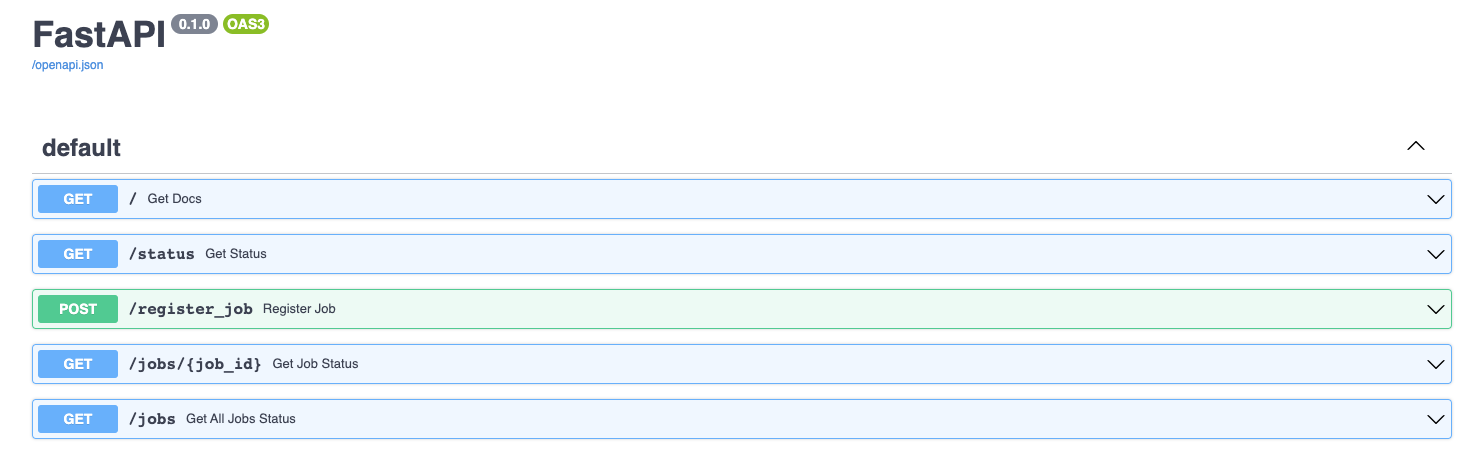 FastAPI 0.1.0 OAS3
/openapi.json
default
GET / Get Docs
GET /status Get Status
POST /register_job Register Job
GET /jobs/{job_id} Get Job Status
GET /jobs Get All Jobs Status